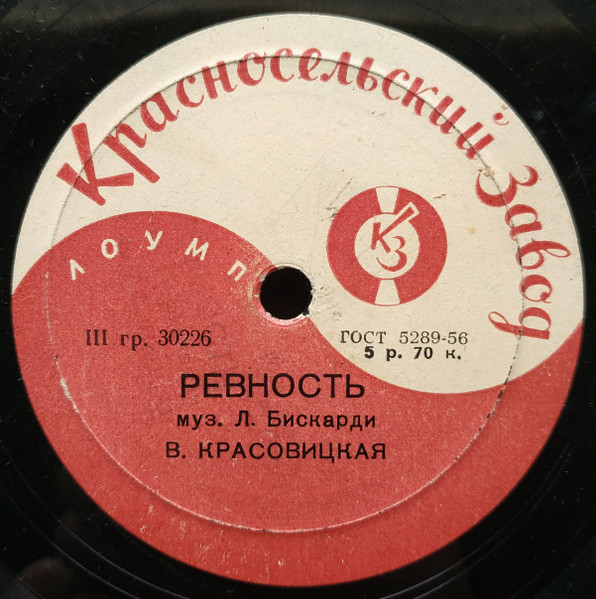 Красносельский Завод
ЛОУМП
КЗ
III гр. 30226
ГОСТ 5289-56
5 р. 70 к.
РЕВНОСТЬ
муз. Л. Бискарди
В. КРАСОВИЦКАЯ